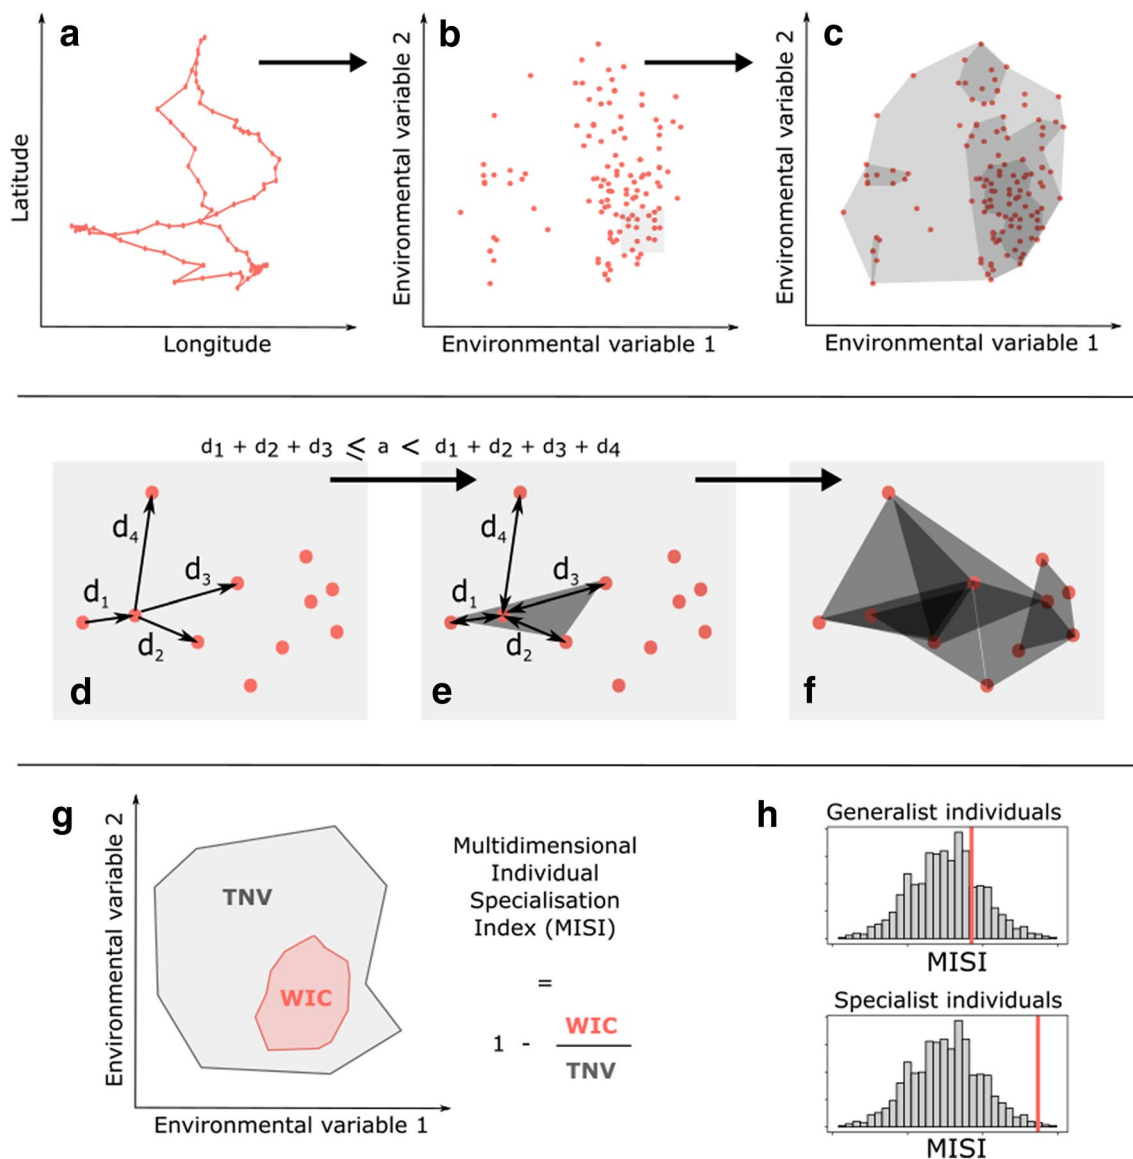 a
Latitude
Longitude
b
Environmental variable 2
Environmental variable 1
c
Environmental variable 2
Environmental variable 1
d1 + d2 + d3 ≤ a < d1 + d2 + d3 + d4
d4
d3
d1
d2
d
d4
d3
d1
d2
e
f
g
Environmental variable 2
TNV
WIC
Environmental variable 1
Multidimensional
Individual
Specialisation
Index (MISI)
=
1 - WIC
TNV
h
Generalist individuals
MISI
Specialist individuals
MISI